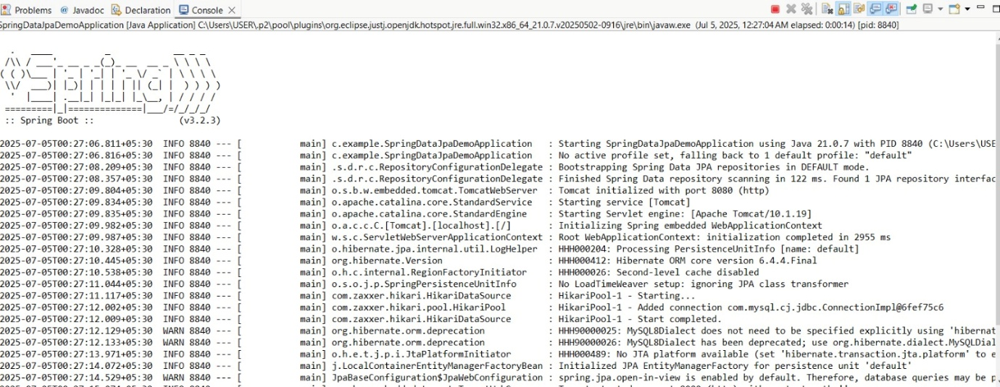 Problems @ Javadoc Declaration Console
SpringDataJpaDemoApplication [Java Application] C:\Users\USER\.p2\pool\plugins\org.eclipse.justj.openjdk.hotspot.jre.full.win32.x86_64_21.0.7.v20250502-0916\jre\bin\javaw.exe (Jul 5, 2025, 12:27:04 AM elapsed: 0:00:14) [pid: 8840]
:: Spring Boot :: (v3.2.3)
2025-07-05T00:27:06.811+05:30 INFO 8840 --- [ main] c.example.SpringDataJpaDemoApplication : Starting SpringDataJpaDemoApplication using Java 21.0.7 with PID 8840 (C:\Users\USE
2025-07-05T00:27:06.816+05:30 INFO 8840 --- [ main] c.example.SpringDataJpaDemoApplication : No active profile set, falling back to 1 default profile: "default"
2025-07-05T00:27:08.209+05:30 INFO 8840 --- [ main] .s.d.r.c.RepositoryConfigurationDelegate : Bootstrapping Spring Data JPA repositories in DEFAULT mode.
2025-07-05T00:27:08.357+05:30 INFO 8840 --- [ main] .s.d.r.c.RepositoryConfigurationDelegate : Finished Spring Data repository scanning in 122 ms. Found 1 JPA repository interfac
2025-07-05T00:27:09.804+05:30 INFO 8840 --- [ main] o.s.b.w.embedded.tomcat.TomcatWebServer : Tomcat initialized with port 8080 (http)
2025-07-05T00:27:09.834+05:30 INFO 8840 --- [ main] o.apache.catalina.core.StandardService : Starting service [Tomcat]
2025-07-05T00:27:09.835+05:30 INFO 8840 --- [ main] o.apache.catalina.core.StandardEngine : Starting Servlet engine: [Apache Tomcat/10.1.19]
2025-07-05T00:27:09.982+05:30 INFO 8840 --- [ main] o.a.c.c.C.[Tomcat].[localhost].[/] : Initializing Spring embedded WebApplicationContext
2025-07-05T00:27:09.987+05:30 INFO 8840 --- [ main] w.s.c.ServletWebServerApplicationContext : Root WebApplicationContext: initialization completed in 2955 ms
2025-07-05T00:27:10.328+05:30 INFO 8840 --- [ main] o.hibernate.jpa.internal.util.LogHelper : HHH000204: Processing PersistenceUnitInfo [name: default]
2025-07-05T00:27:10.445+05:30 INFO 8840 --- [ main] org.hibernate.Version : HHH000412: Hibernate ORM core version 6.4.4.Final
2025-07-05T00:27:10.538+05:30 INFO 8840 --- [ main] o.h.c.internal.RegionFactoryInitiator : HHH000026: Second-level cache disabled
2025-07-05T00:27:11.044+05:30 INFO 8840 --- [ main] o.s.o.j.p.SpringPersistenceUnitInfo : No LoadTimeWeaver setup: ignoring JPA class transformer
2025-07-05T00:27:11.117+05:30 INFO 8840 --- [ main] com.zaxxer.hikari.HikariDataSource : HikariPool-1 - Starting...
2025-07-05T00:27:12.002+05:30 INFO 8840 --- [ main] com.zaxxer.hikari.pool.HikariPool : HikariPool-1 - Added connection com.mysql.cj.jdbc.ConnectionImpl@6fef75c6
2025-07-05T00:27:12.009+05:30 INFO 8840 --- [ main] com.zaxxer.hikari.HikariDataSource : HikariPool-1 - Start completed.
2025-07-05T00:27:12.129+05:30 WARN 8840 --- [ main] org.hibernate.orm.deprecation : HHH90000025: MySQL8Dialect does not need to be specified explicitly using 'hibernat
2025-07-05T00:27:12.133+05:30 WARN 8840 --- [ main] org.hibernate.orm.deprecation : HHH90000026: MySQL8Dialect has been deprecated; use org.hibernate.dialect.MySQLDial
2025-07-05T00:27:13.971+05:30 INFO 8840 --- [ main] o.h.e.t.j.p.i.JtaPlatformInitiator : HHH000489: No JTA platform available (set 'hibernate.transaction.jta.platform' to e
2025-07-05T00:27:14.072+05:30 INFO 8840 --- [ main] j.LocalContainerEntityManagerFactoryBean : Initialized JPA EntityManagerFactory for persistence unit 'default'
2025-07-05T00:27:14.529+05:30 WARN 8840 --- [ main] JpaBaseConfiguration$JpaWebConfiguration : spring.jpa.open-in-view is enabled by default. Therefore, database queries may be p